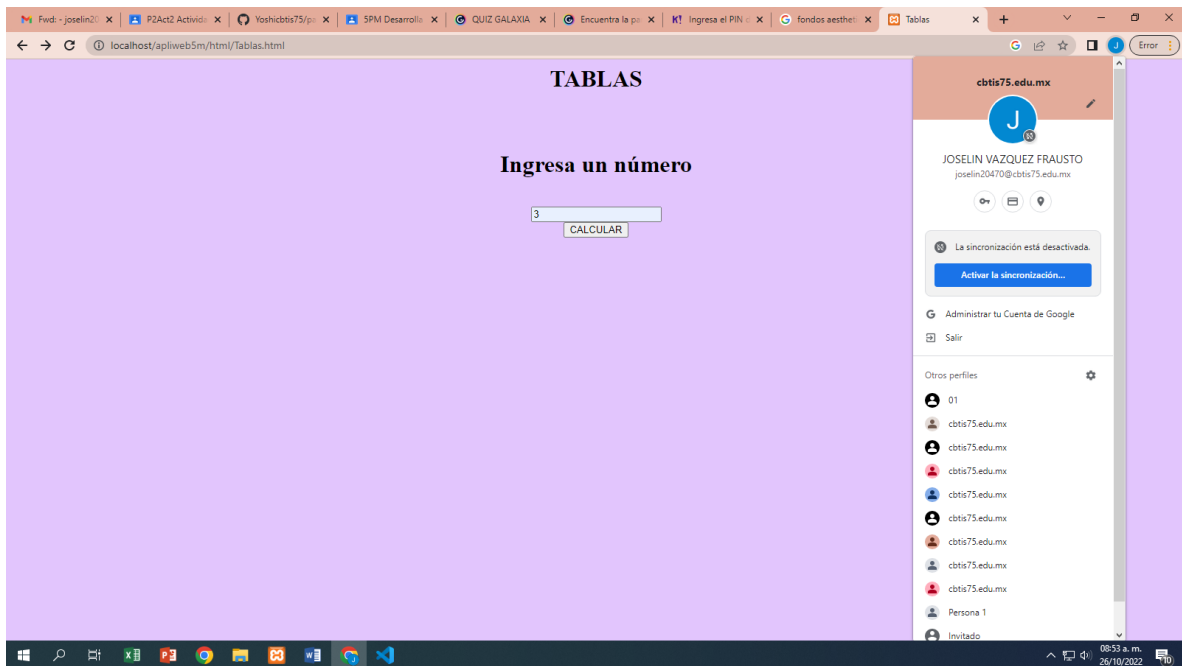 Fwd: - joselin20
P2Act2 Activida
Yoshicbtis75/pa
5PM Desarrollo
QUIZ GALAXIA
Encuentra la pa
K! Ingresa el PIN d
fondos aestheti
Tablas
localhost/apliweb5m/html/Tablas.html
J
Error
TABLAS
Ingresa un número
3
CALCULAR
cbtis75.edu.mx
J
JOSELIN VAZQUEZ FRAUSTO
joselin20470@cbtis75.edu.mx
La sincronización está desactivada.
Activar la sincronización...
G Administrar tu Cuenta de Google
Salir
Otros perfiles
01
cbtis75.edu.mx
cbtis75.edu.mx
cbtis75.edu.mx
cbtis75.edu.mx
cbtis75.edu.mx
cbtis75.edu.mx
cbtis75.edu.mx
cbtis75.edu.mx
Persona 1
Invitado
08:53 a. m.
26/10/2022
10